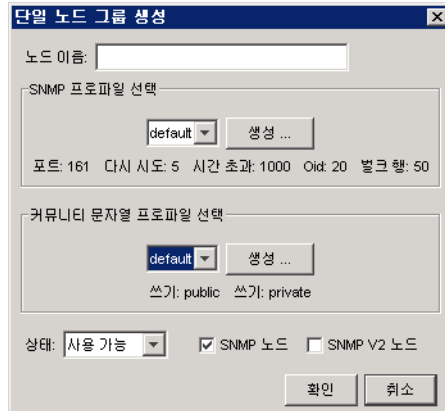 단일 노드 그룹 생성
노드 이름:
SNMP 프로파일 선택
default 생성 ...
포트: 161 다시 시도: 5 시간 초과: 1000 Oid: 20 벌크 행: 50
커뮤니티 문자열 프로파일 선택
default 생성 ...
쓰기: public 쓰기: private
상태: 사용 가능 SNMP 노드 SNMP V2 노드
확인 취소